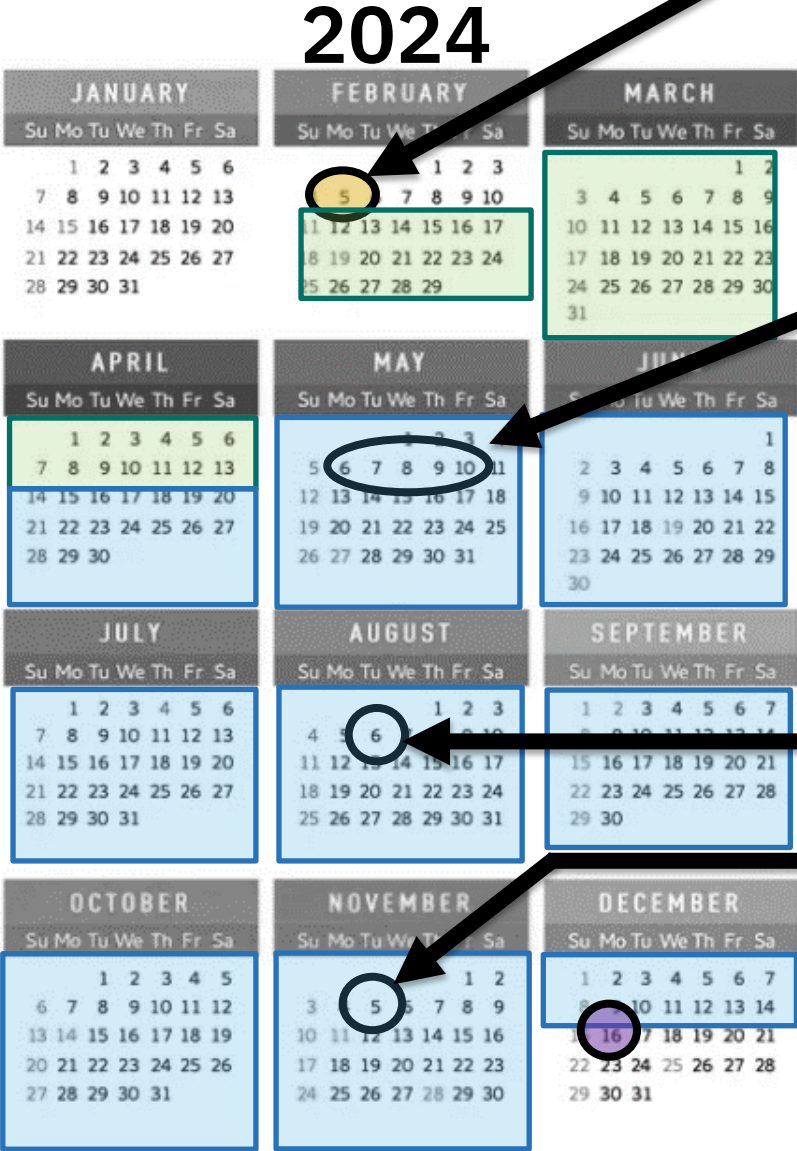 2024
JANUARY FEBRUARY MARCH
Su Mo Tu We Th Fr Sa Su Mo Tu We Th Fr Sa Su Mo Tu We Th Fr Sa
1 2 3 4 5 6 1 2 3 1 2
7 8 9 10 11 12 13 5 7 8 9 10 3 4 5 6 7 8 9
14 15 16 17 18 19 20 11 12 13 14 15 16 17 10 11 12 13 14 15 16
21 22 23 24 25 26 27 18 19 20 21 22 23 24 17 18 19 20 21 22 23
28 29 30 31 25 26 27 28 29 24 25 26 27 28 29 30
31
APRIL MAY JUNE
Su Mo Tu We Th Fr Sa Su Mo Tu We Th Fr Sa Su Mo Tu We Th Fr Sa
1 2 3 4 5 6 1 2 3 1
7 8 9 10 11 12 13 5 6 7 8 9 10 11 2 3 4 5 6 7 8
14 15 16 17 18 19 20 12 13 14 15 16 17 18 9 10 11 12 13 14 15
21 22 23 24 25 26 27 19 20 21 22 23 24 25 16 17 18 19 20 21 22
28 29 30 26 27 28 29 30 31 23 24 25 26 27 28 29
30
JULY AUGUST SEPTEMBER
Su Mo Tu We Th Fr Sa Su Mo Tu We Th Fr Sa Su Mo Tu We Th Fr Sa
1 2 3 4 5 6 1 2 3 1 2 3 4 5 6 7
7 8 9 10 11 12 13 4 5 6 9 10 8 9 10 11 12 13 14
14 15 16 17 18 19 20 11 12 13 14 15 16 17 15 16 17 18 19 20 21
21 22 23 24 25 26 27 18 19 20 21 22 23 24 22 23 24 25 26 27 28
28 29 30 31 25 26 27 28 29 30 31 29 30
OCTOBER NOVEMBER DECEMBER
Su Mo Tu We Th Fr Sa Su Mo Tu We Th Fr Sa Su Mo Tu We Th Fr Sa
1 2 3 4 5 1 2 1 2 3 4 5 6 7
6 7 8 9 10 11 12 3 4 5 6 7 8 9 8 9 10 11 12 13 14
13 14 15 16 17 18 19 10 11 12 13 14 15 16 16 17 18 19 20 21
20 21 22 23 24 25 26 17 18 19 20 21 22 23 22 23 24 25 26 27 28
27 28 29 30 31 24 25 26 27 28 29 30 29 30 31